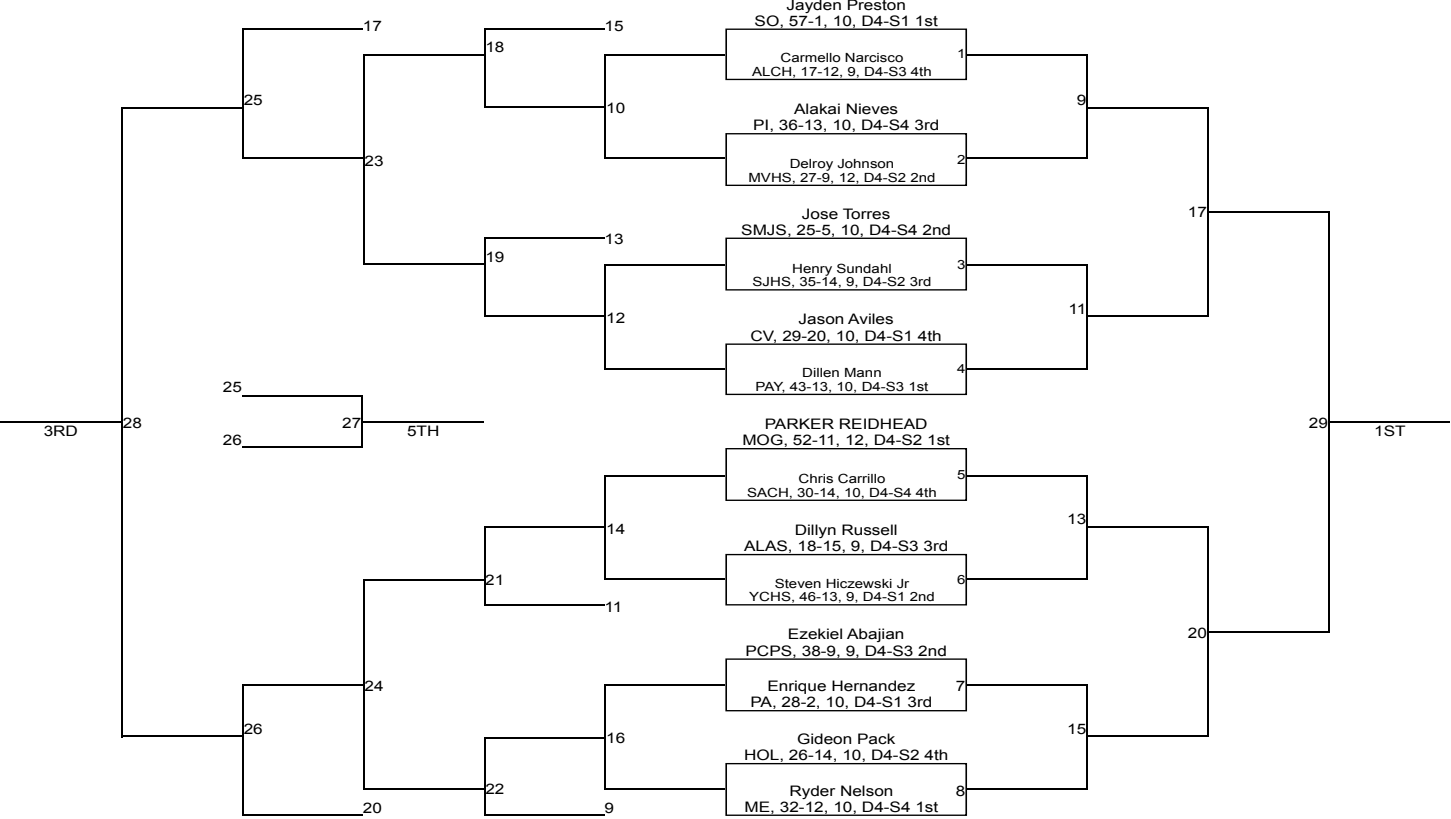 Jayden Preston
SO, 57-1, 10, D4-S1 1st
17
15
18
Carmello Narcisco
ALCH, 17-12, 9, D4-S3 4th
1
25
10
9
Alakai Nieves
PI, 36-13, 10, D4-S4 3rd
23
Delroy Johnson
MVHS, 27-9, 12, D4-S2 2nd
2
Jose Torres
SMJS, 25-5, 10, D4-S4 2nd
17
13
19
Henry Sundahl
SJHS, 35-14, 9, D4-S2 3rd
3
12
11
Jason Aviles
CV, 29-20, 10, D4-S1 4th
Dillen Mann
PAY, 43-13, 10, D4-S3 1st
4
25
3RD
28
27
5TH
26
PARKER REIDHEAD
MOG, 52-11, 12, D4-S2 1st
29
1ST
Chris Carrillo
SACH, 30-14, 10, D4-S4 4th
5
14
13
Dillyn Russell
ALAS, 18-15, 9, D4-S3 3rd
21
Steven Hiczewski Jr
YCHS, 46-13, 9, D4-S1 2nd
6
11
Ezekiel Abajian
PCPS, 38-9, 9, D4-S3 2nd
20
24
Enrique Hernandez
PA, 28-2, 10, D4-S1 3rd
7
26
16
15
Gideon Pack
HOL, 26-14, 10, D4-S2 4th
22
Ryder Nelson
ME, 32-12, 10, D4-S4 1st
8
20
9